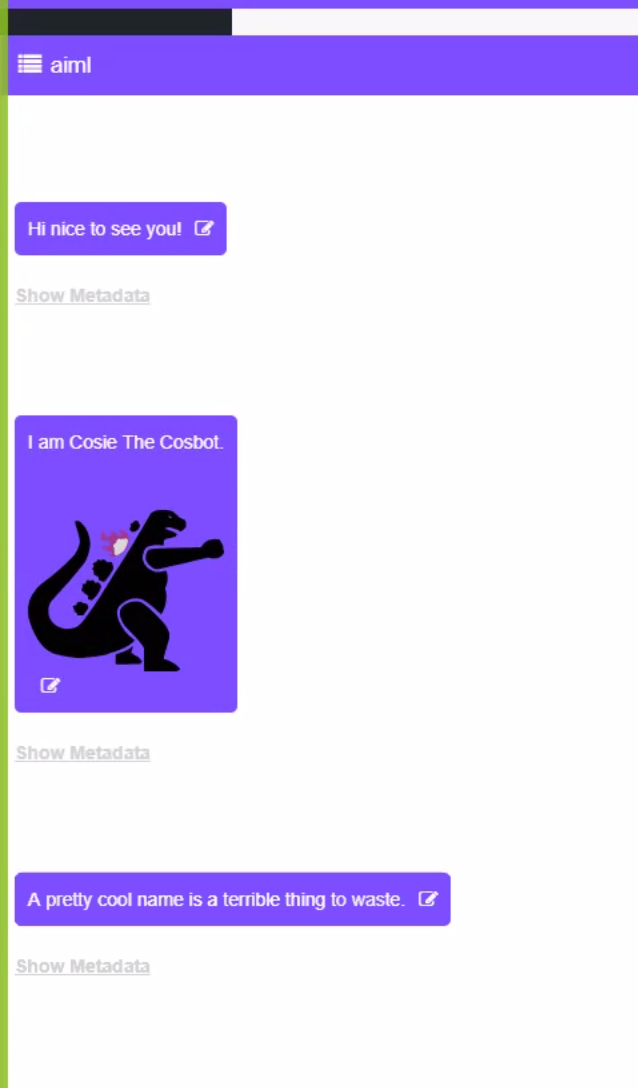 aiml
Hi nice to see you!
Show Metadata
I am Cosie The Cosbot.
Show Metadata
A pretty cool name is a terrible thing to waste.
Show Metadata